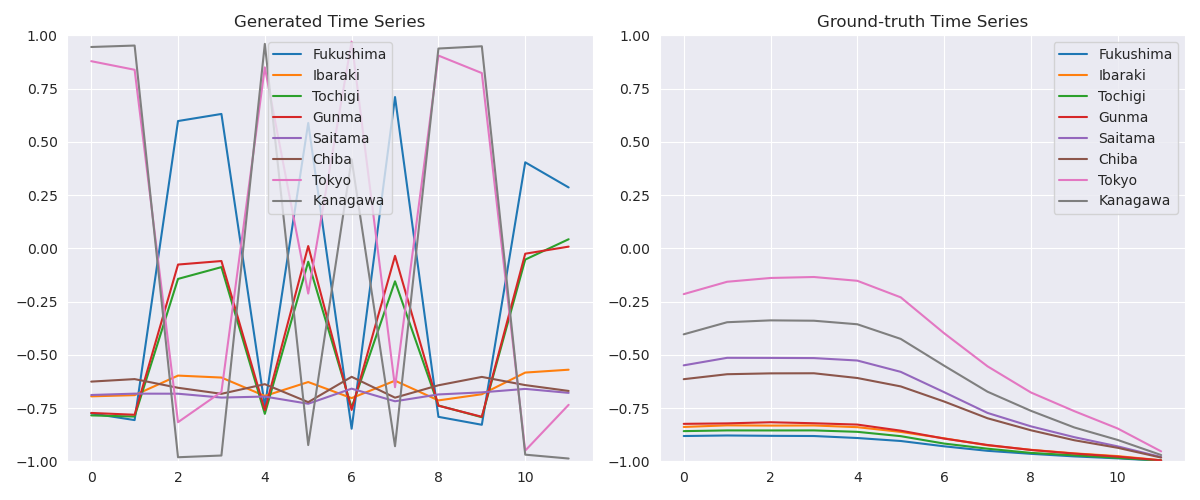 Generated Time Series
1.00
0.75
0.50
0.25
0.00
−0.25
−0.50
−0.75
−1.00
0 2 4 6 8 10
Fukushima
Ibaraki
Tochigi
Gunma
Saitama
Chiba
Tokyo
Kanagawa
Ground-truth Time Series
1.00
0.75
0.50
0.25
0.00
−0.25
−0.50
−0.75
−1.00
0 2 4 6 8 10
Fukushima
Ibaraki
Tochigi
Gunma
Saitama
Chiba
Tokyo
Kanagawa